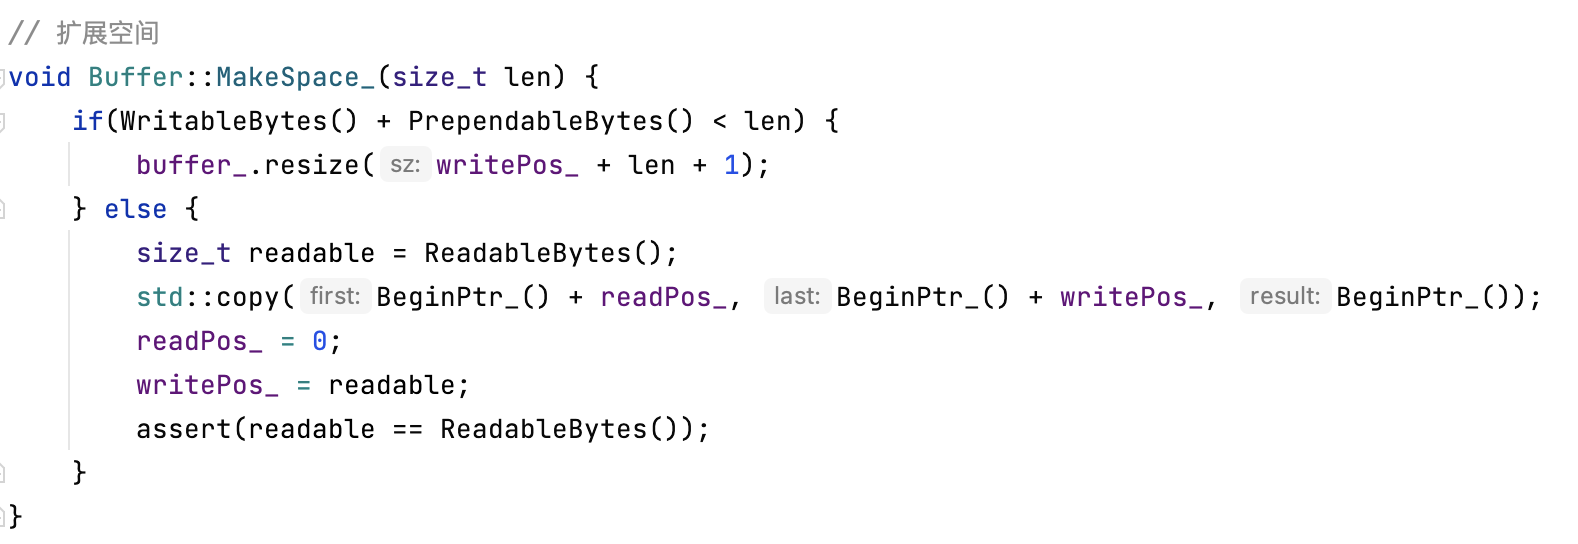 // 扩展空间
void Buffer::MakeSpace_(size_t len) {
    if(WritableBytes() + PrependableBytes() < len) {
        buffer_.resize( sz: writePos_ + len + 1);
    } else {
        size_t readable = ReadableBytes();
        std::copy( first: BeginPtr_() + readPos_, last: BeginPtr_() + writePos_, result: BeginPtr_());
        readPos_ = 0;
        writePos_ = readable;
        assert(readable == ReadableBytes());
    }
}